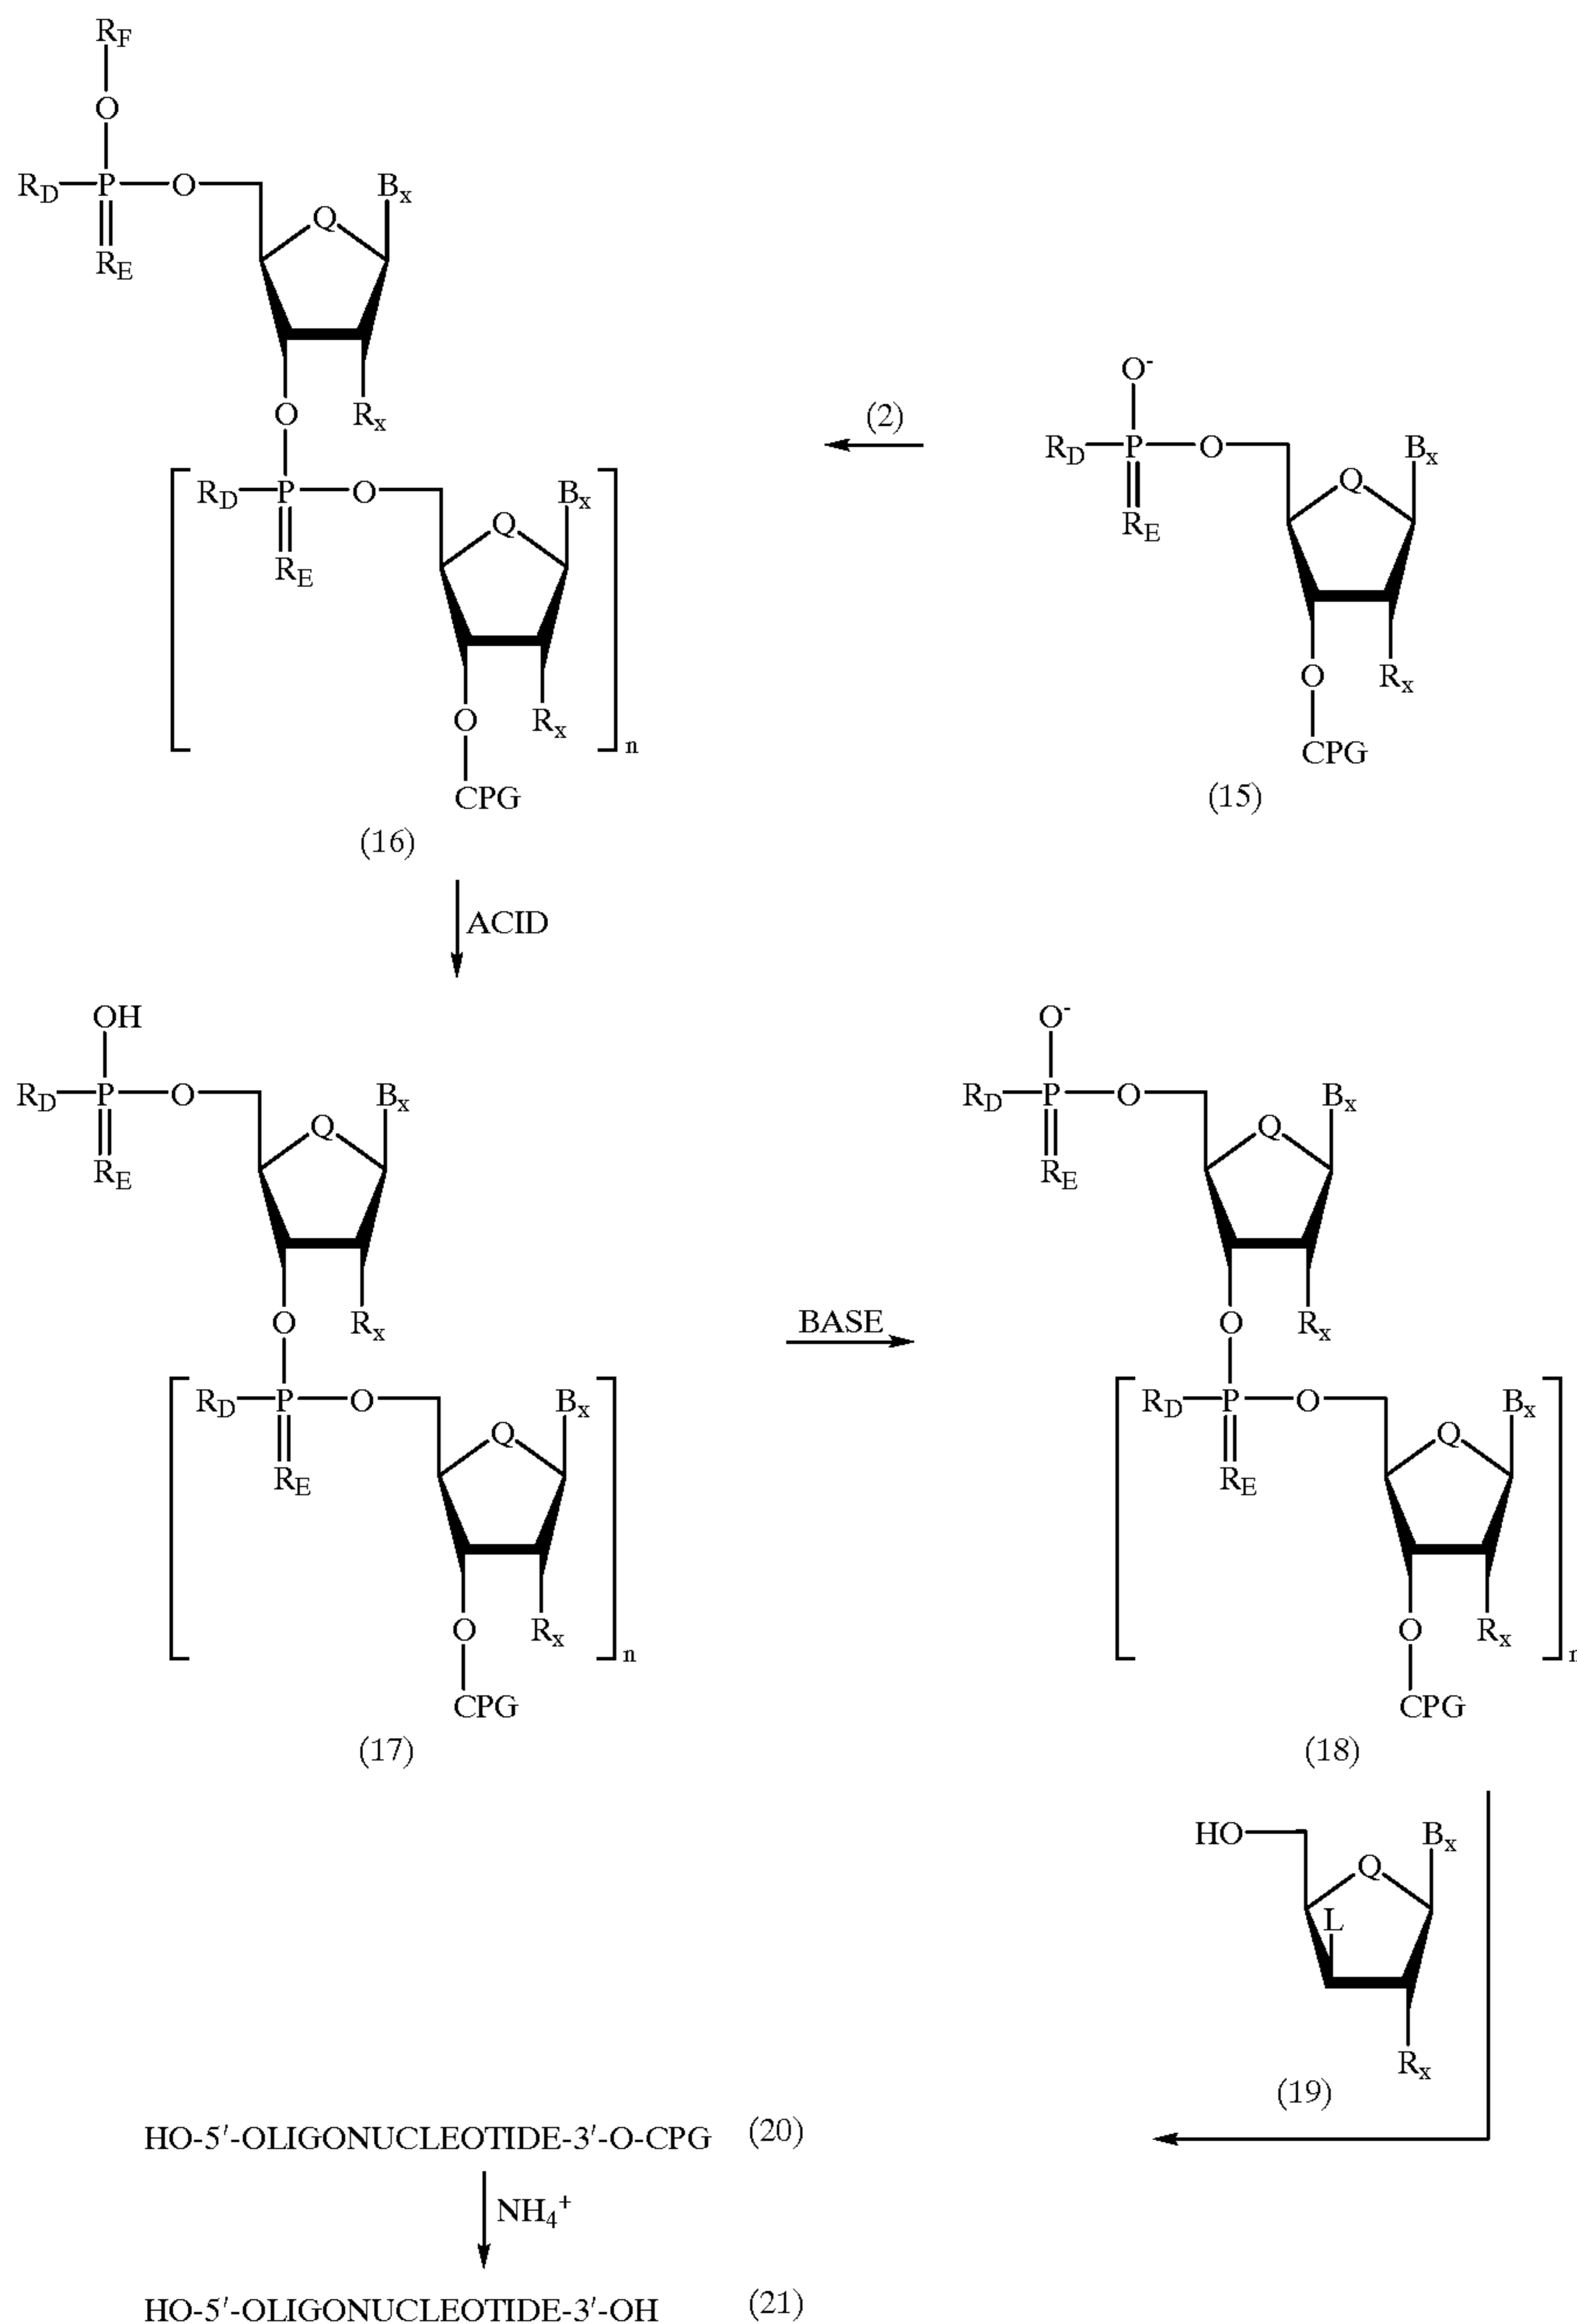 R_F
O
R_D P O B_x
Q
R_E
O R_x
R_D P O B_x
Q
R_E
O R_x
n
CPG
(16)
(2)
O^-
R_D P O B_x
Q
R_E
O R_x
CPG
(15)
ACID
OH
R_D P O B_x
Q
R_E
O R_x
R_D P O B_x
Q
R_E
O R_x
n
CPG
(17)
BASE
O^-
R_D P O B_x
Q
R_E
O R_x
R_D P O B_x
Q
R_E
O R_x
n
CPG
(18)
HO B_x
Q
L
R_x
(19)
HO-5′-OLIGONUCLEOTIDE-3′-O-CPG (20)
NH_4^+
HO-5′-OLIGONUCLEOTIDE-3′-OH (21)